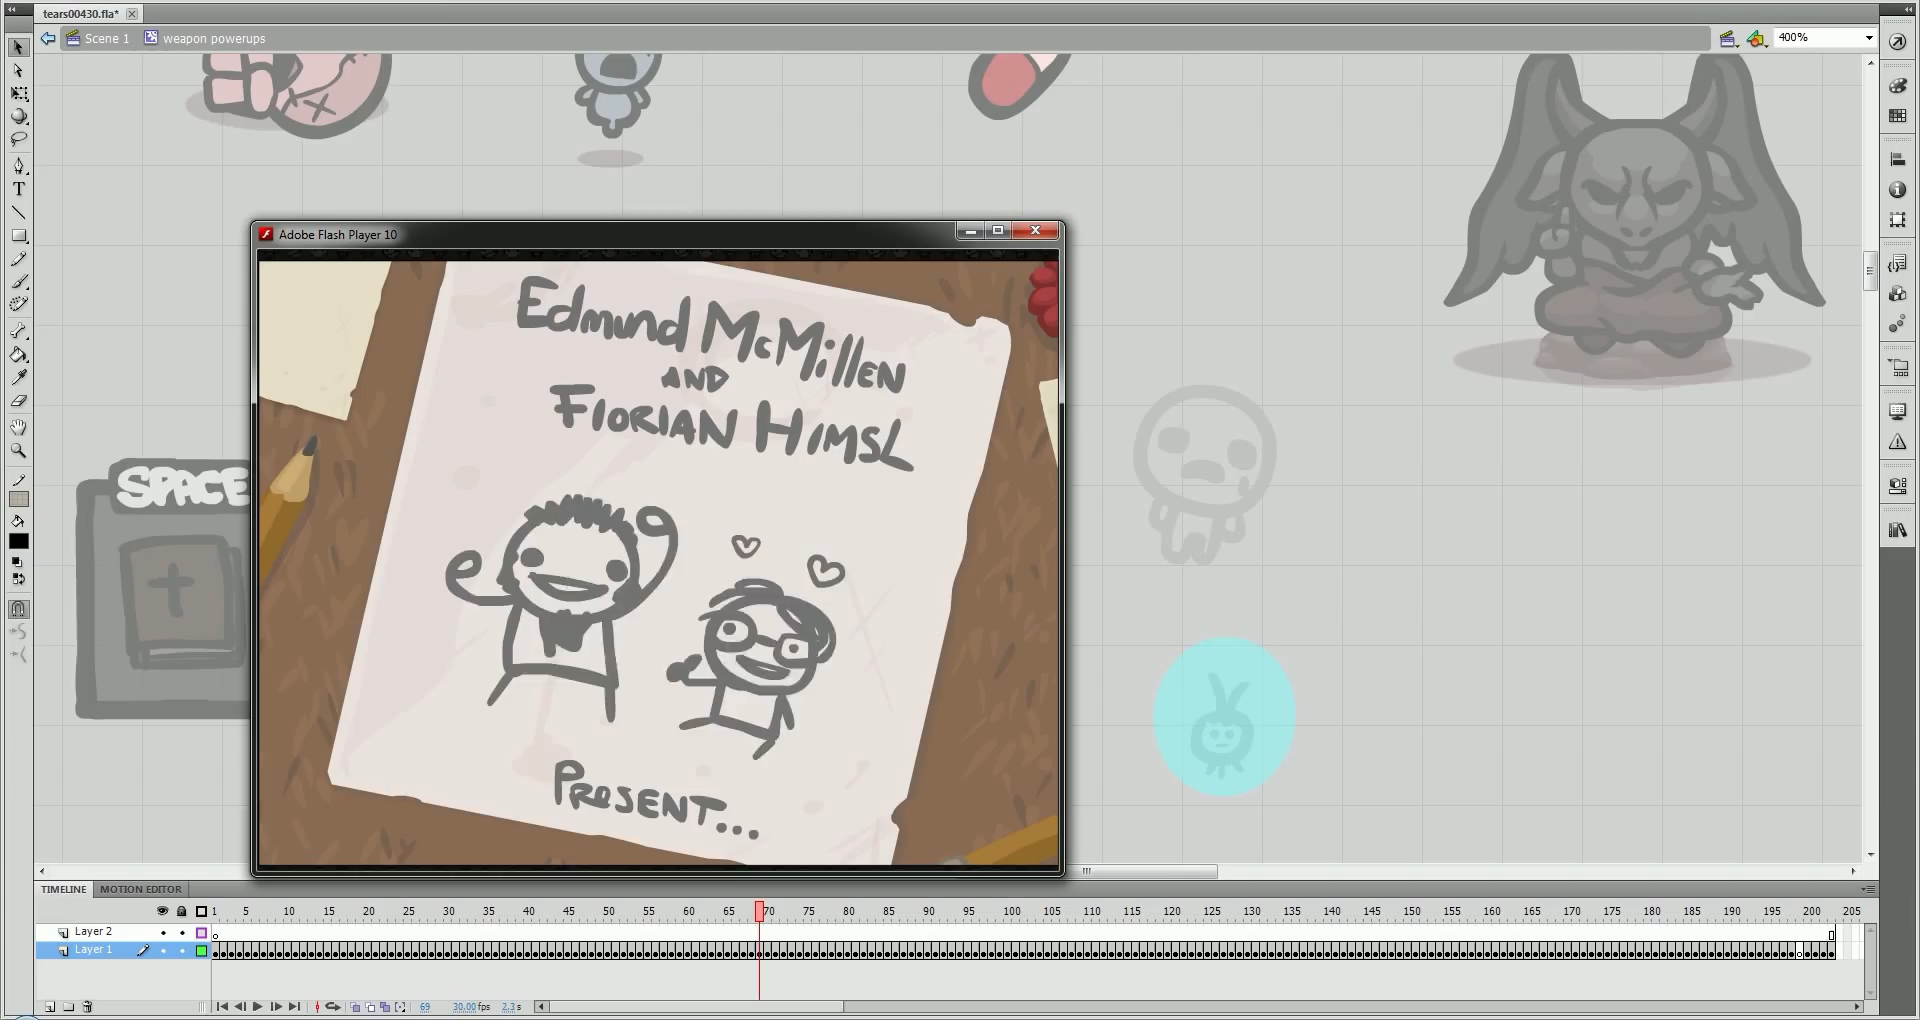 tears00430.fla*
Scene 1
weapon powerups
400%
Adobe Flash Player 10
Edmund McMillen
AND
Florian Himsl
Present...
SPACE
TIMELINE
MOTION EDITOR
1 5 10 15 20 25 30 35 40 45 50 55 60 65 70 75 80 85 90 95 100 105 110 115 120 125 130 135 140 145 150 155 160 165 170 175 180 185 190 195 200 205
Layer 2
Layer 1
69
30.00 fps
2.3 s